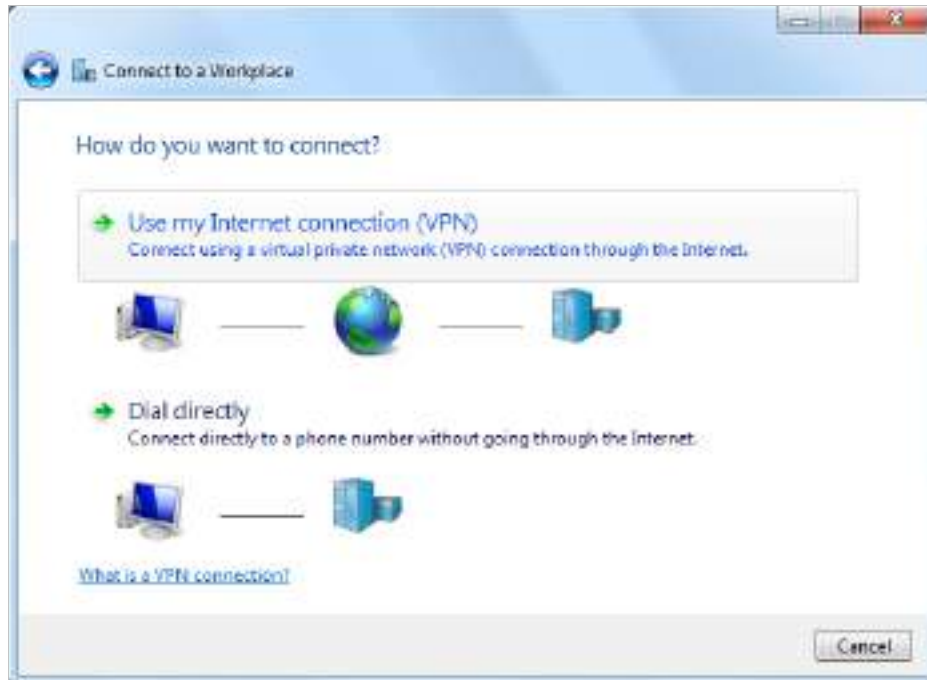 Connect to a Workplace
How do you want to connect?
Use my Internet connection (VPN)
Connect using a virtual private network (VPN) connection through the Internet.
Dial directly
Connect directly to a phone number without going through the Internet.
What is a VPN connection?
Cancel